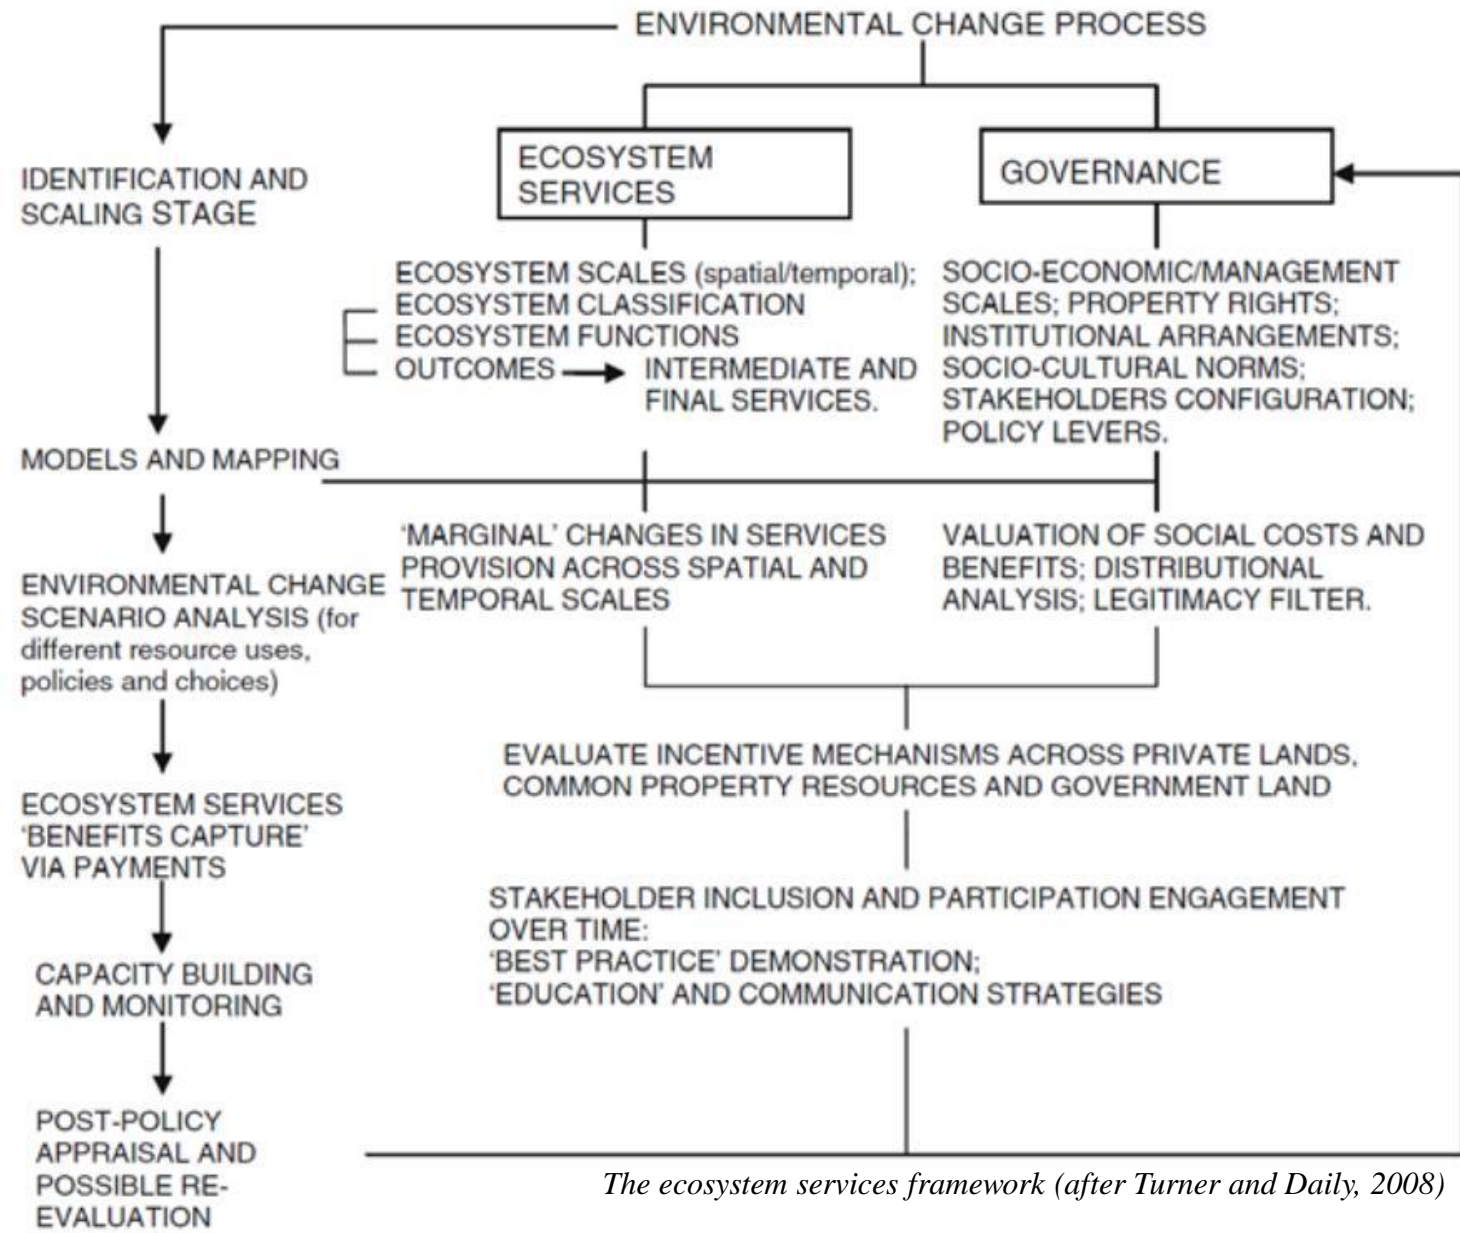 ENVIRONMENTAL CHANGE PROCESS
IDENTIFICATION AND
SCALING STAGE
ECOSYSTEM
SERVICES
GOVERNANCE
ECOSYSTEM SCALES (spatial/temporal);
ECOSYSTEM CLASSIFICATION
ECOSYSTEM FUNCTIONS
OUTCOMES
INTERMEDIATE AND
FINAL SERVICES.
SOCIO-ECONOMIC/MANAGEMENT
SCALES; PROPERTY RIGHTS;
INSTITUTIONAL ARRANGEMENTS;
SOCIO-CULTURAL NORMS;
STAKEHOLDERS CONFIGURATION;
POLICY LEVERS.
MODELS AND MAPPING
'MARGINAL' CHANGES IN SERVICES
PROVISION ACROSS SPATIAL AND
TEMPORAL SCALES
VALUATION OF SOCIAL COSTS AND
BENEFITS; DISTRIBUTIONAL
ANALYSIS; LEGITIMACY FILTER.
ENVIRONMENTAL CHANGE
SCENARIO ANALYSIS (for
different resource uses,
policies and choices)
EVALUATE INCENTIVE MECHANISMS ACROSS PRIVATE LANDS,
COMMON PROPERTY RESOURCES AND GOVERNMENT LAND
ECOSYSTEM SERVICES
'BENEFITS CAPTURE'
VIA PAYMENTS
STAKEHOLDER INCLUSION AND PARTICIPATION ENGAGEMENT
OVER TIME:
'BEST PRACTICE' DEMONSTRATION;
'EDUCATION' AND COMMUNICATION STRATEGIES
CAPACITY BUILDING
AND MONITORING
POST-POLICY
APPRAISAL AND
POSSIBLE RE-
EVALUATION
The ecosystem services framework (after Turner and Daily, 2008)